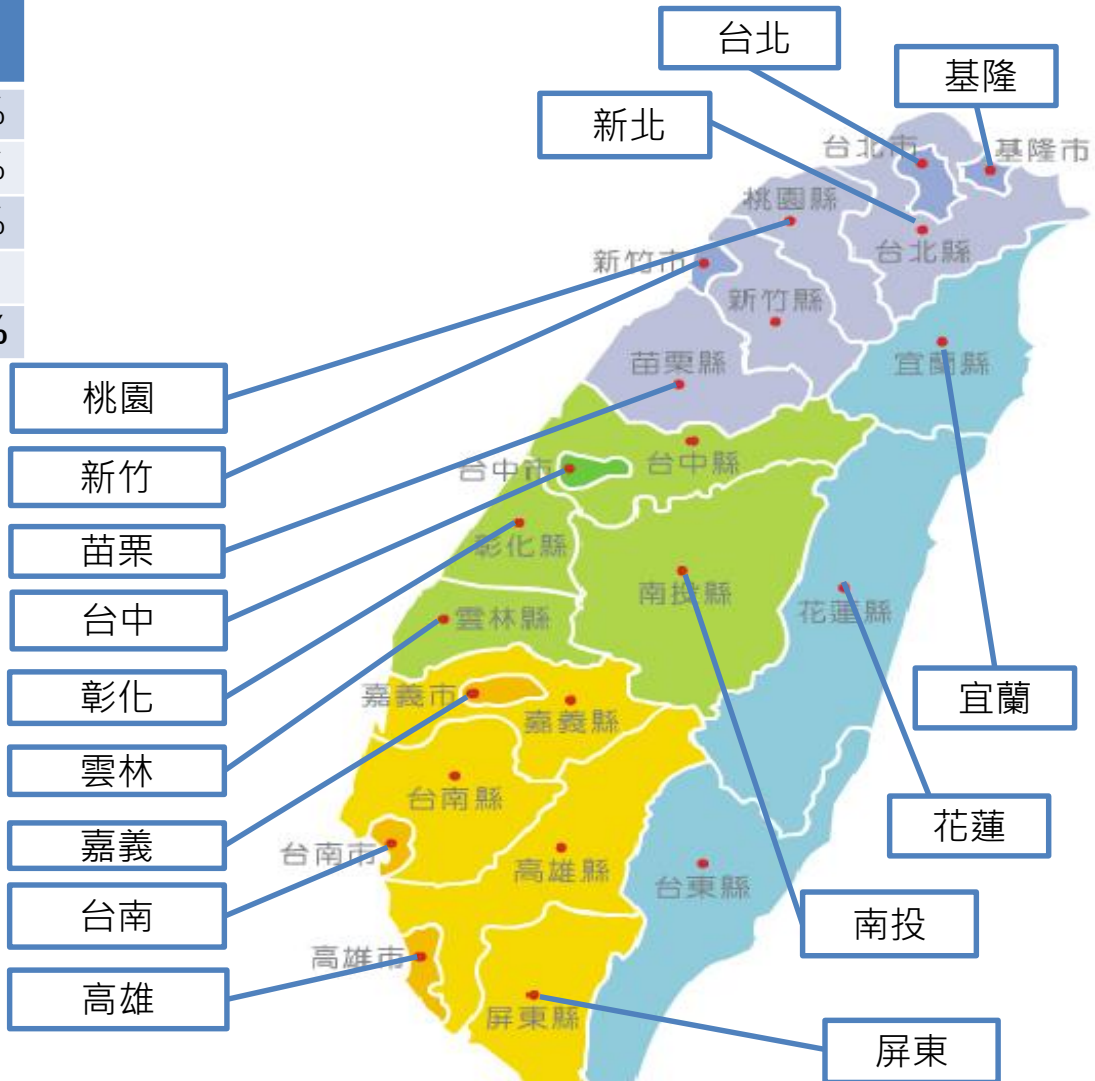 %
%
%
%
台北
基隆
新北
台北市
基隆市
桃園縣
台北縣
新竹市
新竹縣
苗栗縣
宜蘭縣
桃園
新竹
苗栗
台中
彰化
雲林
嘉義
台南
高雄
台中市
台中縣
彰化縣
南投縣
花蓮縣
雲林縣
嘉義市
嘉義縣
台南縣
台南市
高雄縣
台東縣
高雄市
屏東縣
宜蘭
花蓮
南投
屏東